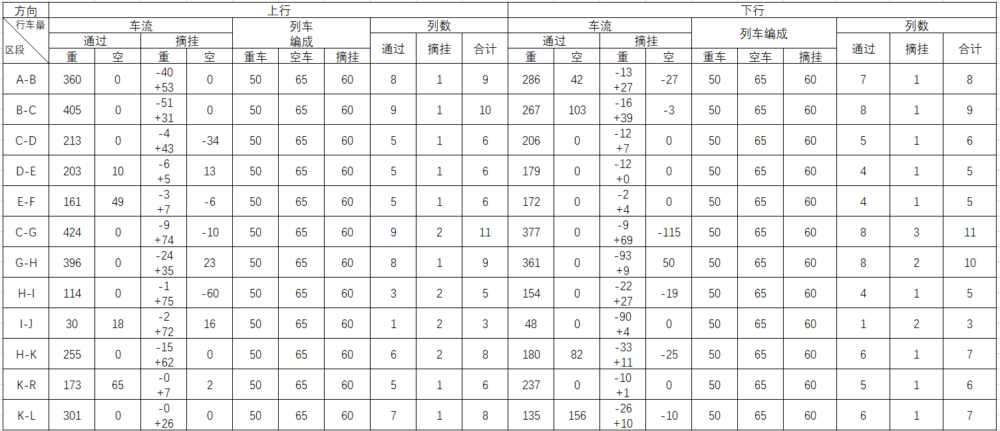 方向 上行 下行
行车量 区段 车流 列车编成 列数 车流 列车编成 列数
通过 摘挂 通过 摘挂 合计 通过 摘挂 通过 摘挂 合计
重 空 重 空 重车 空车 摘挂 重 空 重 空 重车 空车 摘挂
A-B 360 0 -40 +53 0 50 65 60 8 1 9 286 42 -13 +27 -27 50 65 60 7 1 8
B-C 405 0 -51 +31 0 50 65 60 9 1 10 267 103 -16 +39 -3 50 65 60 8 1 9
C-D 213 0 -4 +43 -34 50 65 60 5 1 6 206 0 -12 +7 0 50 65 60 5 1 6
D-E 203 10 -6 +5 13 50 65 60 5 1 6 179 0 -12 +0 0 50 65 60 4 1 5
E-F 161 49 -3 +7 -6 50 65 60 5 1 6 172 0 -2 +4 0 50 65 60 4 1 5
C-G 424 0 -9 +74 -10 50 65 60 9 2 11 377 0 -9 +69 -115 50 65 60 8 3 11
G-H 396 0 -24 +35 23 50 65 60 8 1 9 361 0 -93 +9 50 50 65 60 8 2 10
H-I 114 0 -1 +75 -60 50 65 60 3 2 5 154 0 -22 +27 -19 50 65 60 4 1 5
I-J 30 18 -2 +72 16 50 65 60 1 2 3 48 0 -90 +4 0 50 65 60 1 2 3
H-K 255 0 -15 +62 0 50 65 60 6 2 8 180 82 -33 +11 -25 50 65 60 6 1 7
K-R 173 65 -0 +7 2 50 65 60 5 1 6 237 0 -10 +1 0 50 65 60 5 1 6
K-L 301 0 -0 +26 0 50 65 60 7 1 8 135 156 -26 +10 -10 50 65 60 6 1 7